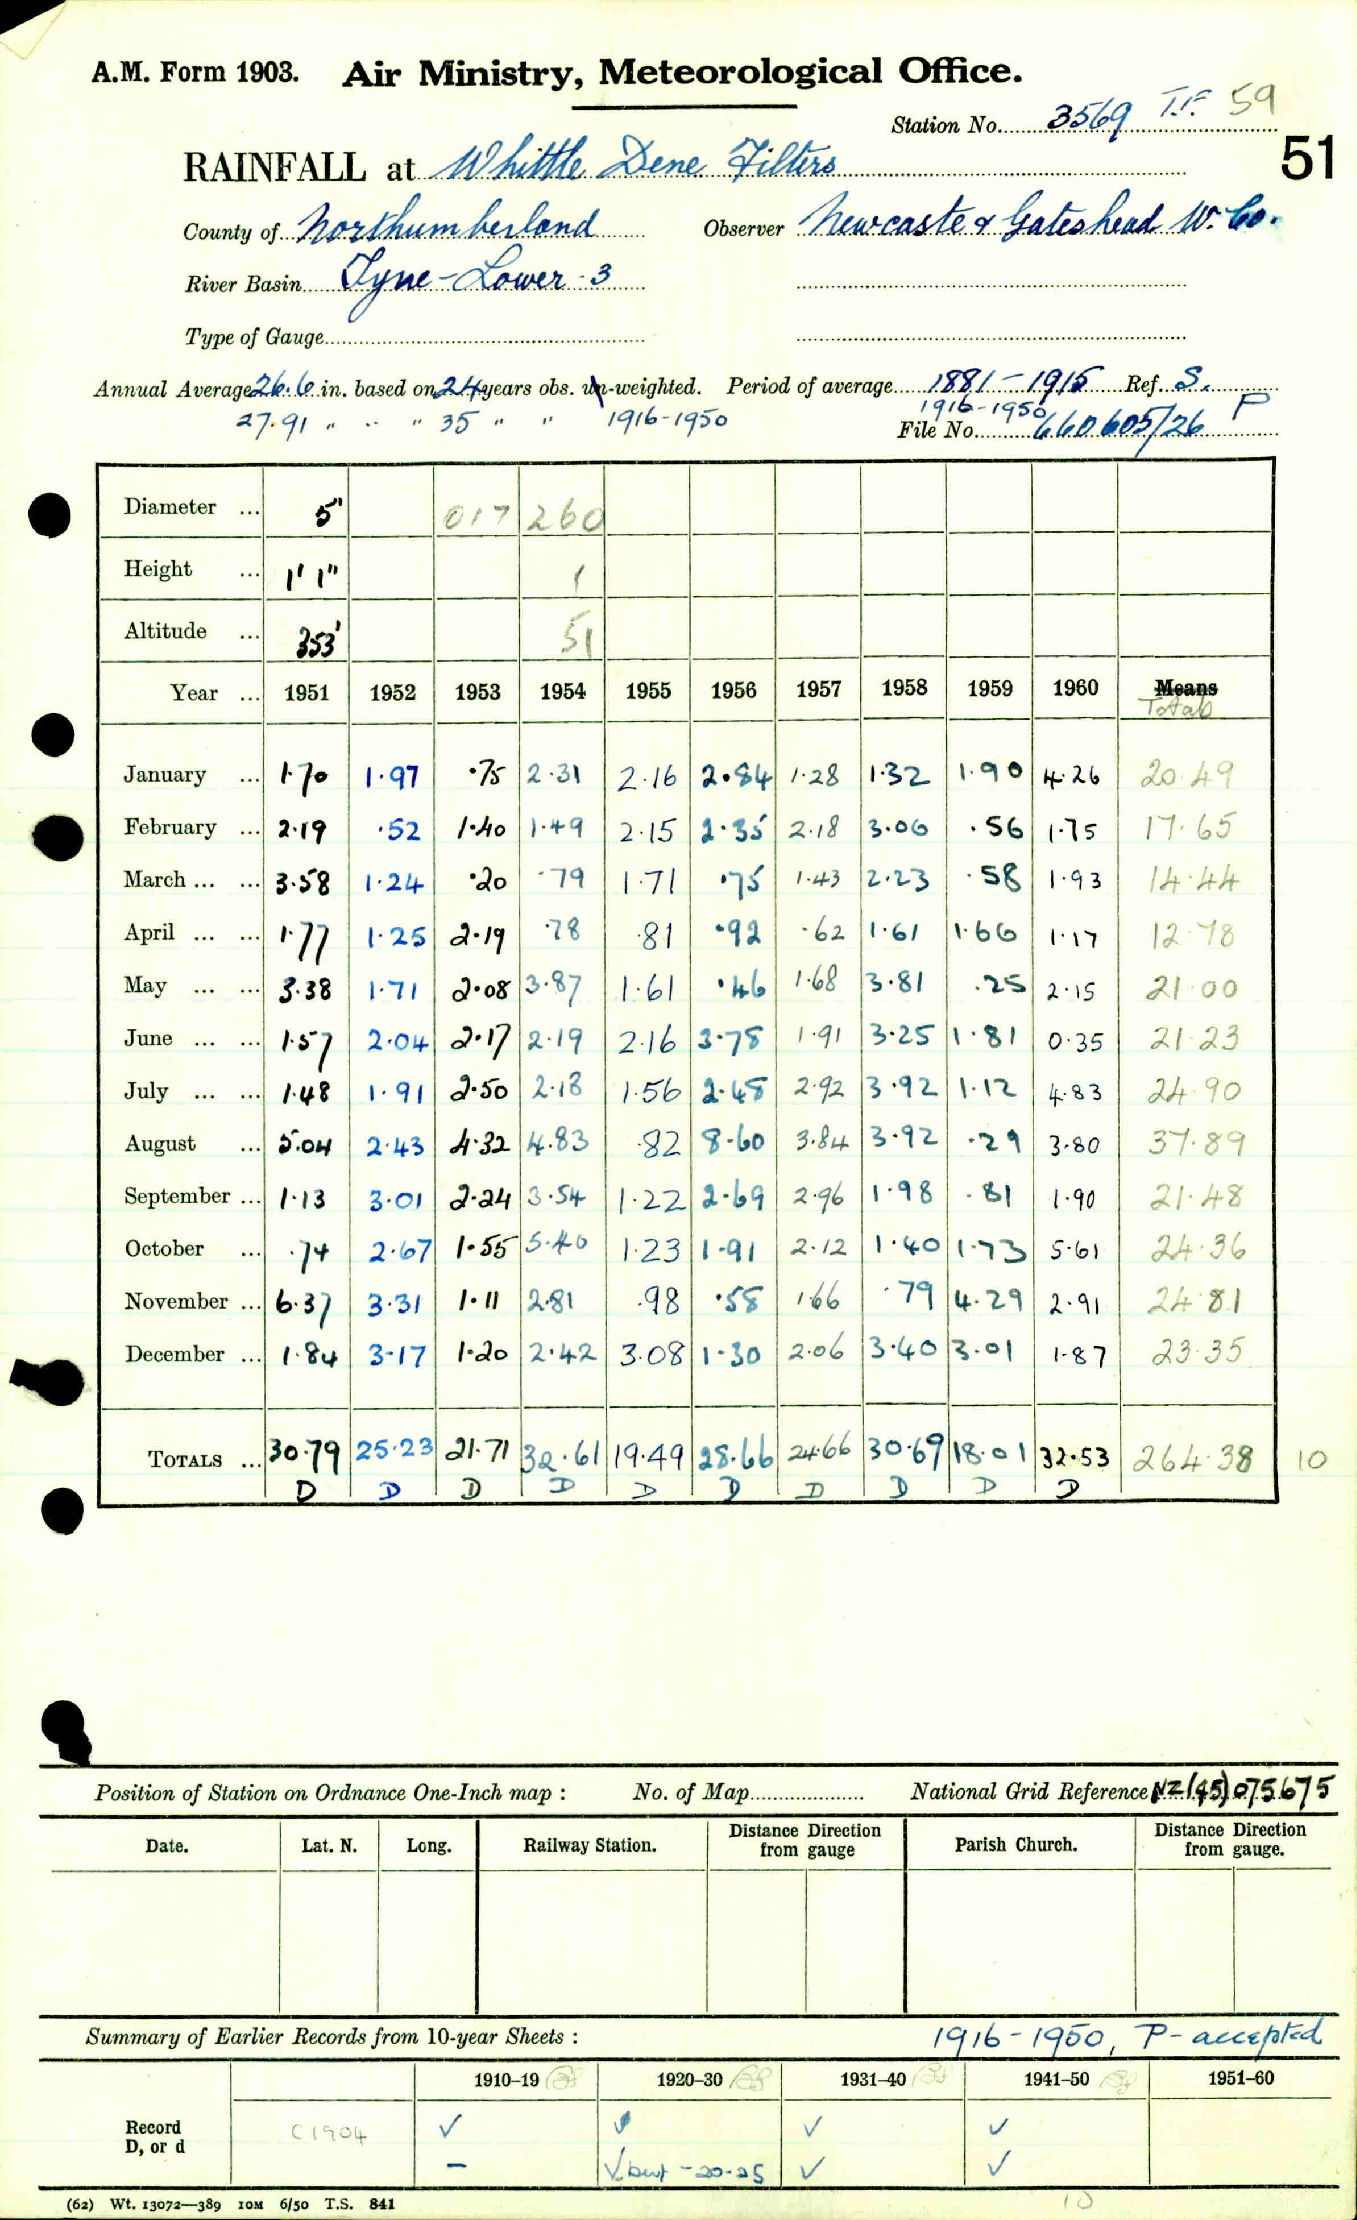 A.M. Form 1903. Air Ministry, Meteorological Office.
Station No. 3569 T.F. 59
51
RAINFALL at Whittle Dene Filters
County of Northumberland Observer Newcastle & Gateshead W. Co.
River Basin Tyne - Lower - 3
Type of Gauge
Annual Average 26.6 in. based on 24 years obs. un-weighted. Period of average 1881-1915 Ref. S.
27.91 " " " 35 " " 1916-1950 1916-1950 P
File No. 660605/26
Diameter ... 5" 017 260
Height ... 1' 1" 1
Altitude ... 353' 51
Year ... 1951 1952 1953 1954 1955 1956 1957 1958 1959 1960 Means
Total
January ... 1.70 1.97 .75 2.31 2.16 2.84 1.28 1.32 1.90 4.26 20.49
February ... 2.19 .52 1.40 1.49 2.15 2.35 2.18 3.06 .56 1.75 17.65
March ... ... 3.58 1.24 .20 .79 1.71 .75 1.43 2.23 .58 1.93 14.44
April ... ... 1.77 1.25 2.19 .78 .81 .92 .62 1.61 1.66 1.17 12.78
May ... ... 3.38 1.71 2.08 3.87 1.61 .46 1.68 3.81 .25 2.15 21.00
June ... ... 1.57 2.04 2.17 2.19 2.16 3.78 1.91 3.25 1.81 0.35 21.23
July ... ... 1.48 1.91 2.50 2.18 1.56 2.48 2.92 3.92 1.12 4.83 24.90
August ... 5.04 2.43 4.32 4.83 .82 8.60 3.84 3.92 .29 3.80 37.89
September ... 1.13 3.01 2.24 3.54 1.22 2.69 2.96 1.98 .81 1.90 21.48
October ... .74 2.67 1.55 5.40 1.23 1.91 2.12 1.40 1.73 5.61 24.36
November ... 6.37 3.31 1.11 2.81 .98 .58 1.66 .79 4.29 2.91 24.81
December ... 1.84 3.17 1.20 2.42 3.08 1.30 2.06 3.40 3.01 1.87 23.35
TOTALS ... 30.79 25.23 21.71 32.61 19.49 28.66 24.66 30.69 18.01 32.53 264.38 10
D D D D D D D D D D
Position of Station on Ordnance One-Inch map : No. of Map National Grid Reference NZ(45)075675
Date. Lat. N. Long. Railway Station. Distance from gauge Direction Parish Church. Distance from gauge. Direction
Summary of Earlier Records from 10-year Sheets : 1916-1950, P - accepted
1910–19 1920–30 1931–40 1941–50 1951–60
Record C1904 ✓ ✓ ✓ ✓
D, or d – ✓ but -20-25 ✓ ✓
(62) Wt. 13072—389 10M 6/50 T.S. 841 10